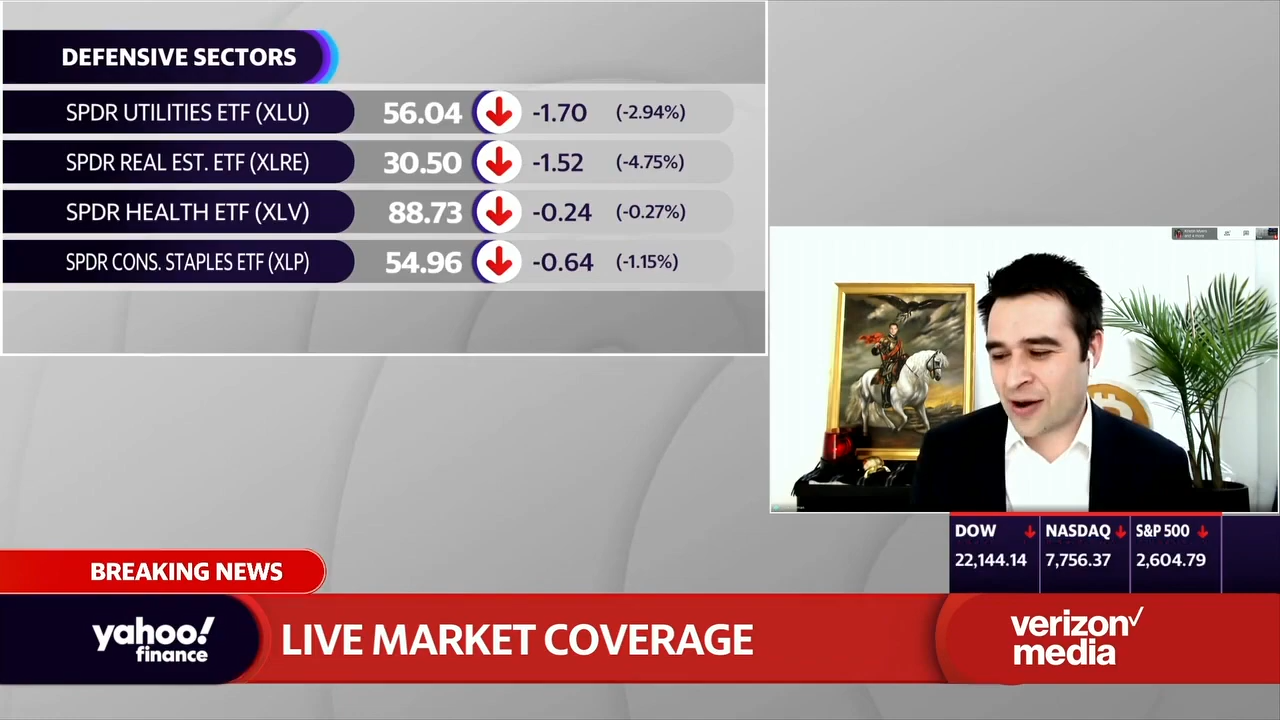 DEFENSIVE SECTORS
SPDR UTILITIES ETF (XLU) 56.04 -1.70 (-2.94%)
SPDR REAL EST. ETF (XLRE) 30.50 -1.52 (-4.75%)
SPDR HEALTH ETF (XLV) 88.73 -0.24 (-0.27%)
SPDR CONS. STAPLES ETF (XLP) 54.96 -0.64 (-1.15%)
DOW NASDAQ S&P 500
22,144.14 7,756.37 2,604.79
BREAKING NEWS
yahoo!
finance
LIVE MARKET COVERAGE
verizon
media